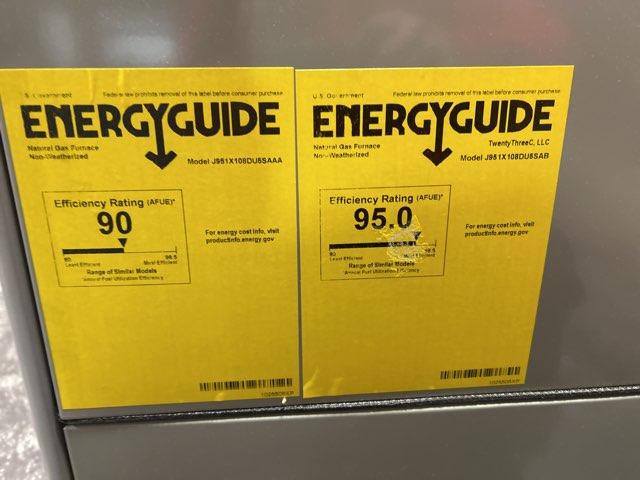 U.S. Government Federal law prohibits removal of this label before consumer purchase
ENERGYGUIDE
Natural Gas Furnace
Non-Weatherized
Model J951X108DU5SAAA
Efficiency Rating (AFUE)*
90
80 98.5
Least Efficient Most Efficient
Range of Similar Models
*Annual Fuel Utilization Efficiency
For energy cost info, visit
productinfo.energy.gov
U.S. Government Federal law prohibits removal of this label before consumer purchase
ENERGYGUIDE
Natural Gas Furnace
Non-Weatherized
TwentyThreeC, LLC
Model J951X108DU5SAB
Efficiency Rating (AFUE)*
95.0
80 98.5
Least Efficient Most Efficient
Range of Similar Models
*Annual Fuel Utilization Efficiency
For energy cost info, visit
productinfo.energy.gov